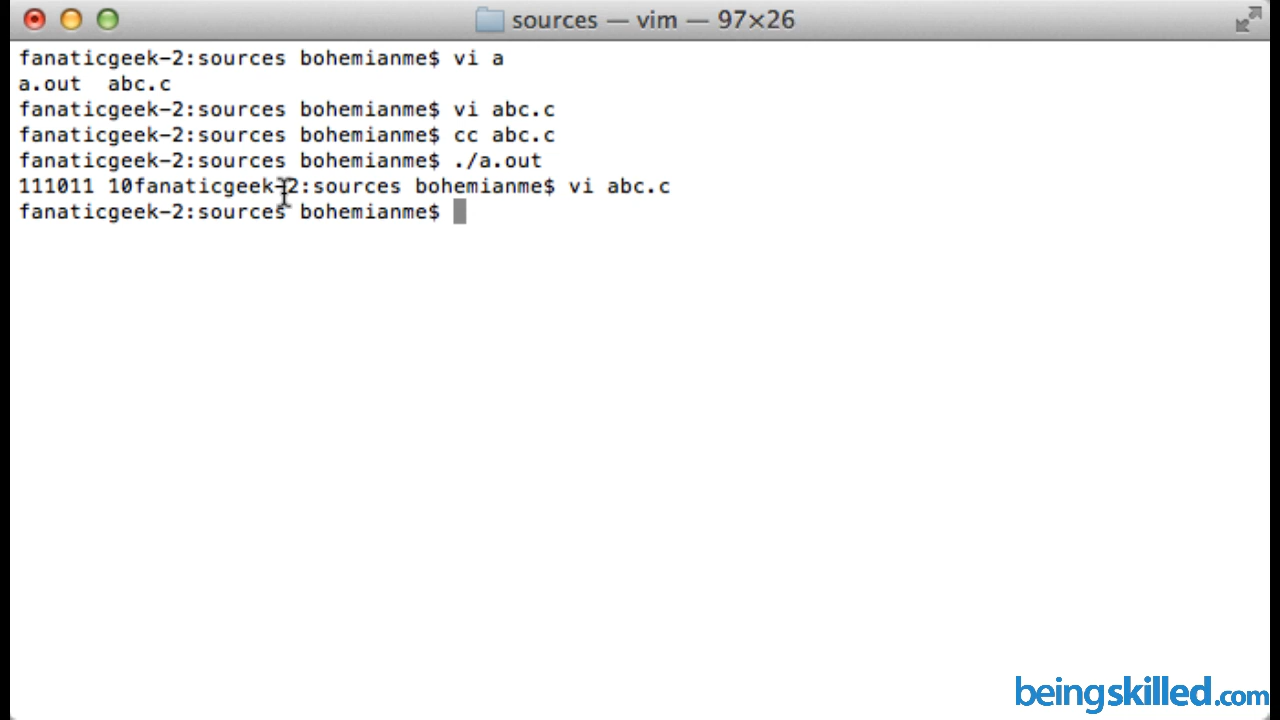 sources — vim — 97×26
fanaticgeek-2:sources bohemianme$ vi a
a.out  abc.c
fanaticgeek-2:sources bohemianme$ vi abc.c
fanaticgeek-2:sources bohemianme$ cc abc.c
fanaticgeek-2:sources bohemianme$ ./a.out
111011 10fanaticgeek-2:sources bohemianme$ vi abc.c
fanaticgeek-2:sources bohemianme$
beingskilled.com